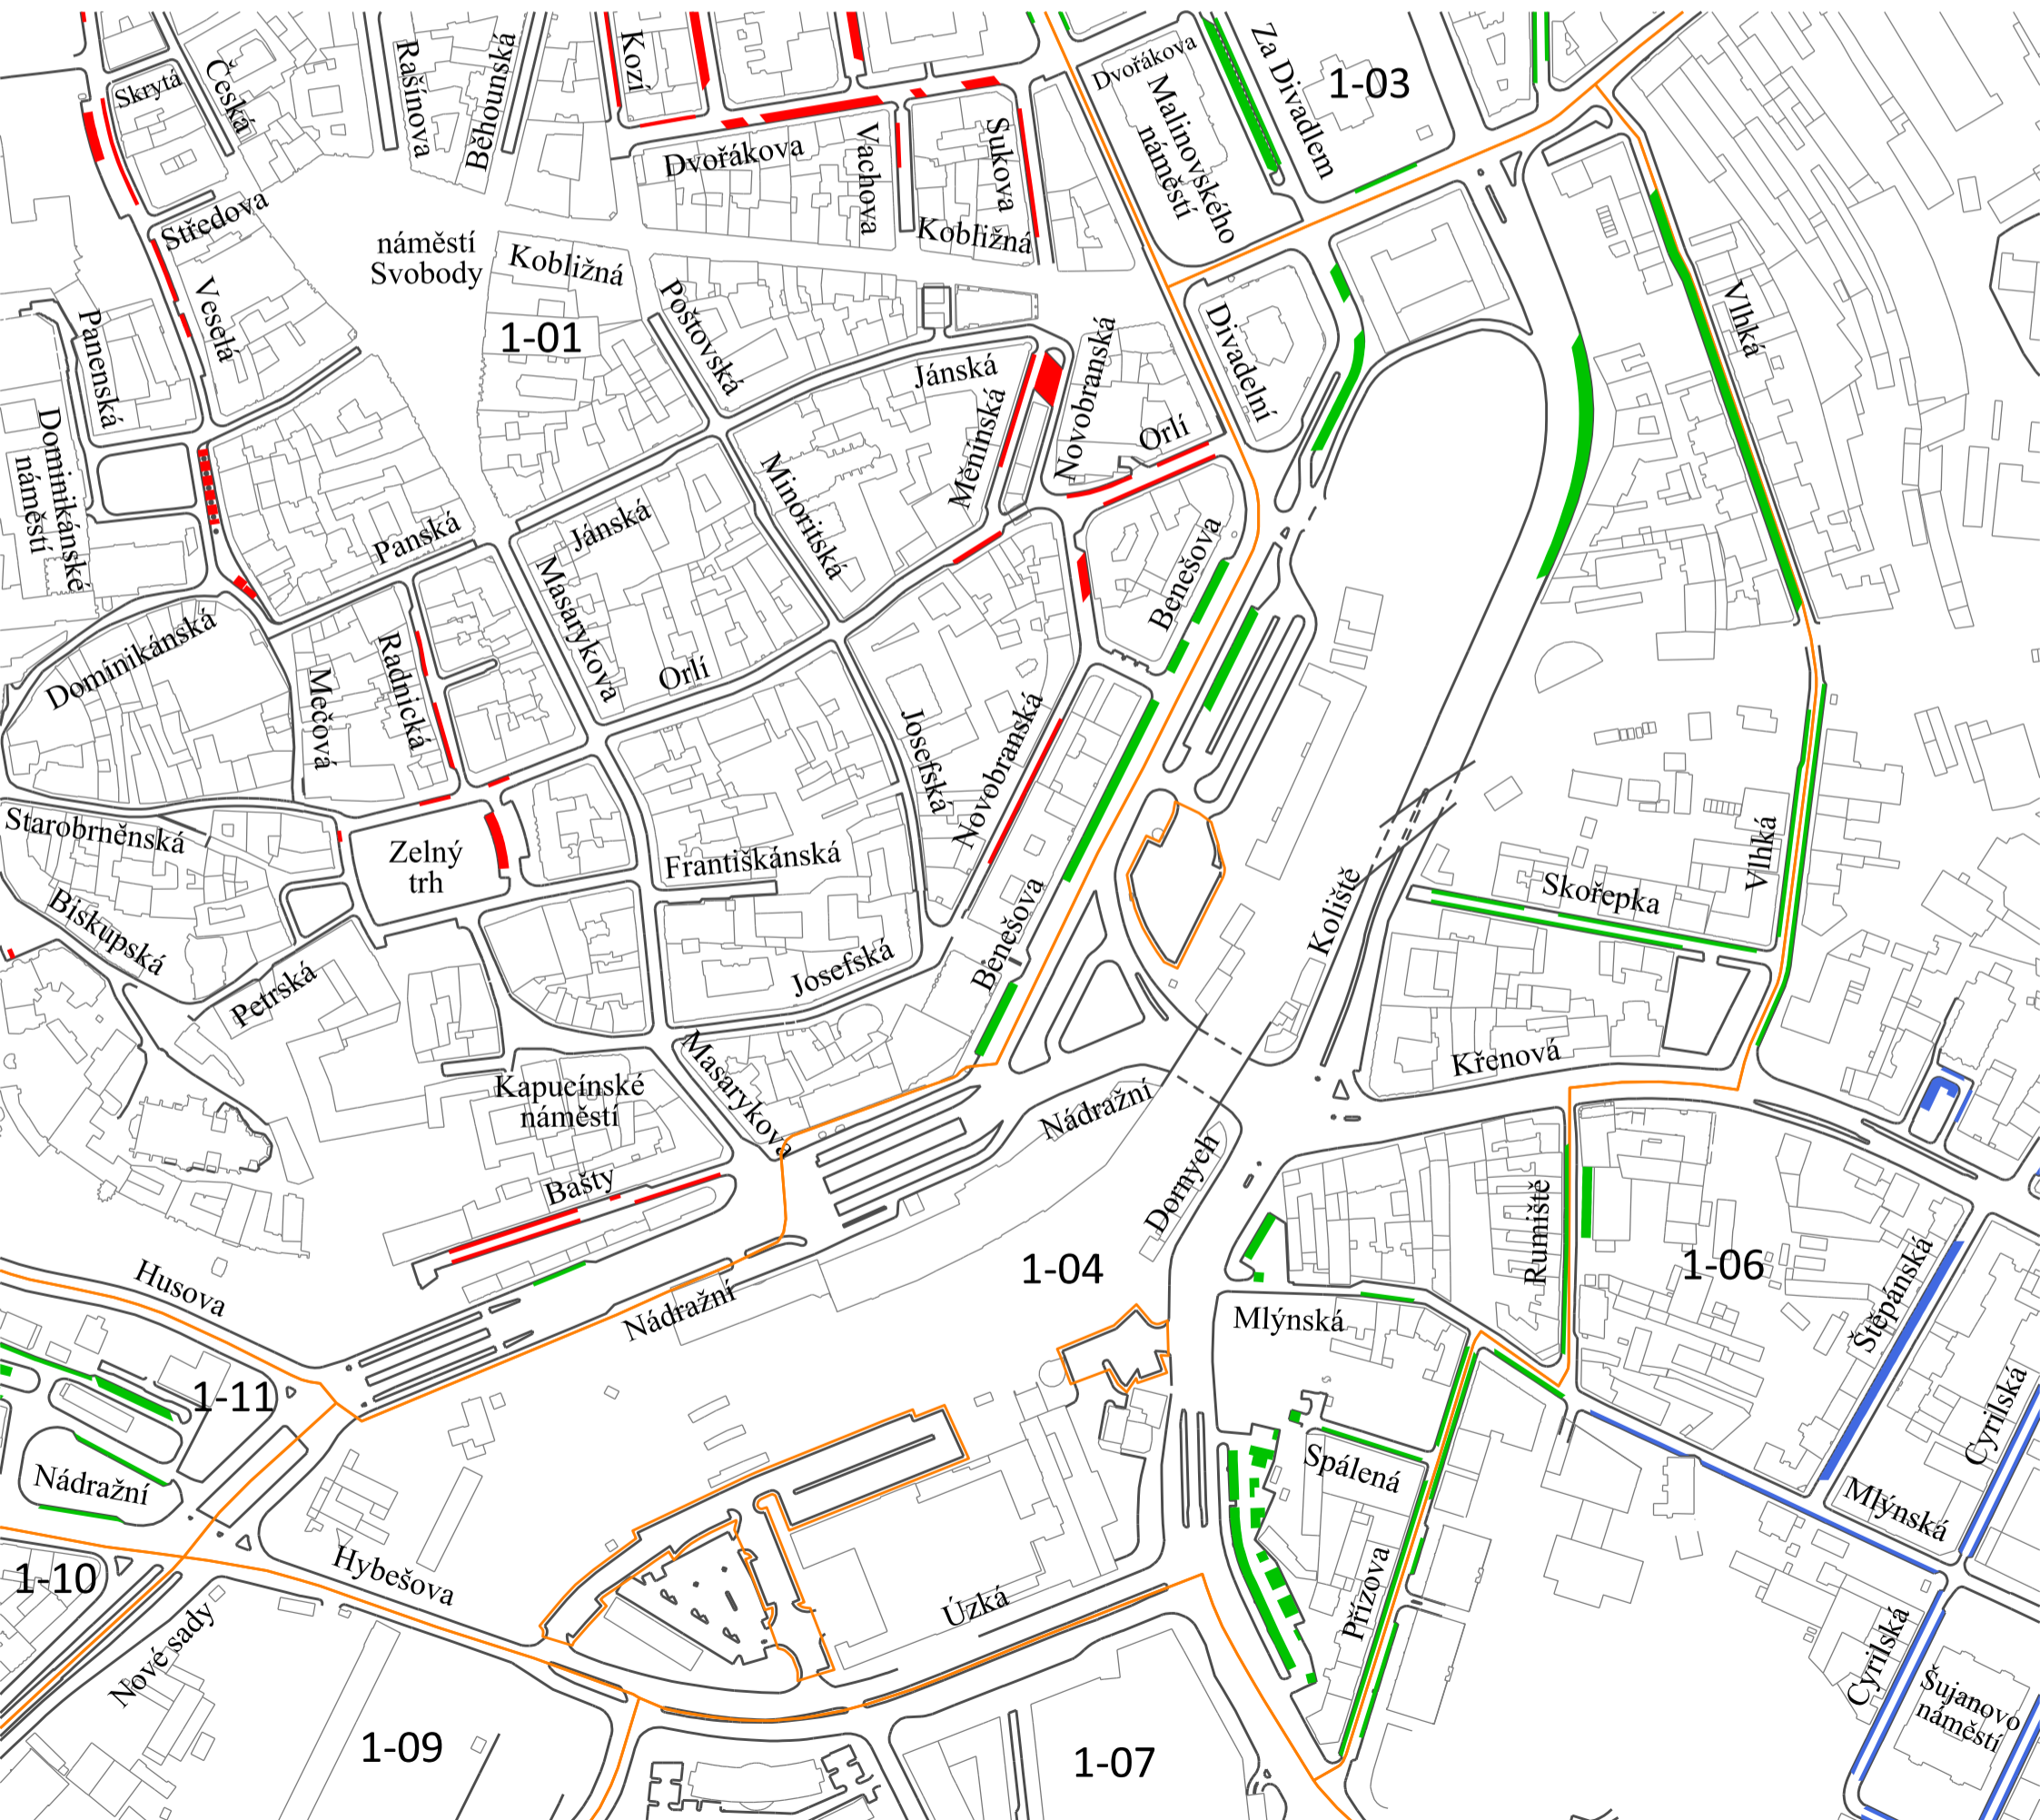 Skrytá
Česká
Rašínova
Běhounská
Kozí
Dvořákova
Za Divadlem
1-03
Malinovského
náměstí
Dvořákova
Vachova
Sukova
Středova
náměstí
Svobody
Kobližná
Kobližná
Veselá
Panenská
1-01
Poštovská
Jánská
Novobranská
Divadelní
Vlhká
Dominikánské
náměstí
Měnínská
Orlí
Panská
Jánská
Minoritská
Benešova
Masarykova
Dominikánská
Radnická
Mečová
Orlí
Josefská
Novobranská
Starobrněnská
Zelný
trh
Františkánská
Vlhká
Skořepka
Biskupská
Koliště
Benešova
Petrská
Josefská
Masarykova
Křenová
Kapucínské
náměstí
Nádražní
Bašty
Dornych
Rumiště
1-04
1-06
Husova
Nádražní
Mlýnská
Štěpánská
Cyrilská
1-11
Nádražní
Spálená
Mlýnská
Hybešova
1-10
Úzká
Přízova
Nové sady
Cyrilská
Šujanovo
náměstí
1-09
1-07